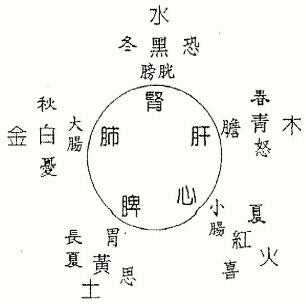 水
冬 黑 恐
膀胱
腎
春
青
怒
木
膽
肝
秋
白
憂
金
大
腸
肺
心
小
腸
夏
紅
喜
火
脾
胃
黃
思
長
夏
土